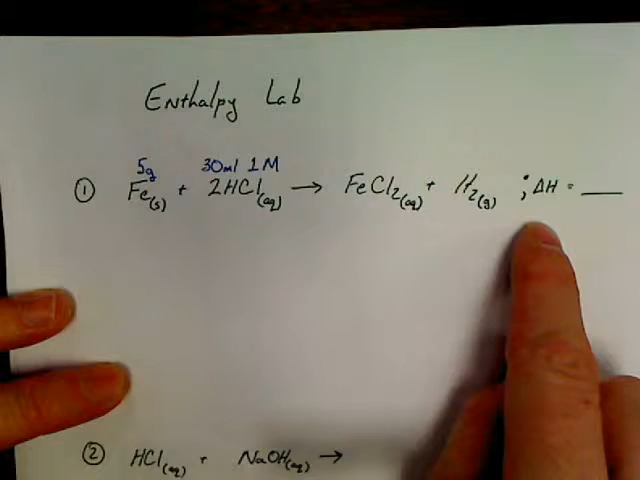 Enthalpy Lab
5g 30ml 1M
① Fe(s) + 2HCl(aq) → FeCl2(aq) + H2(g) ; ΔH = ___
② HCl(aq) + NaOH(aq) →